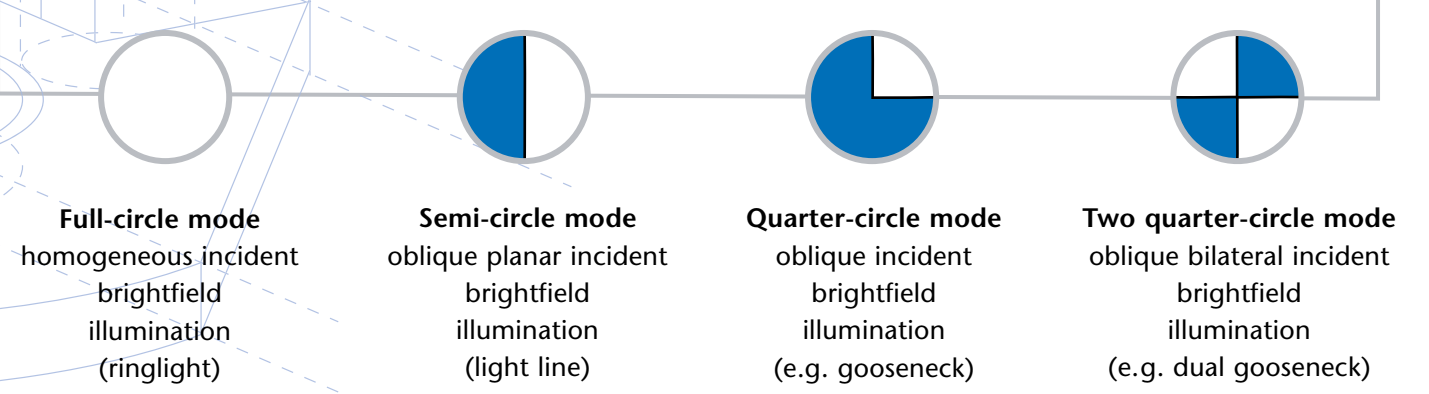 Full-circle mode
homogeneous incident
brightfield
illumination
(ringlight)
Semi-circle mode
oblique planar incident
brightfield
illumination
(light line)
Quarter-circle mode
oblique incident
brightfield
illumination
(e.g. gooseneck)
Two quarter-circle mode
oblique bilateral incident
brightfield
illumination
(e.g. dual gooseneck)